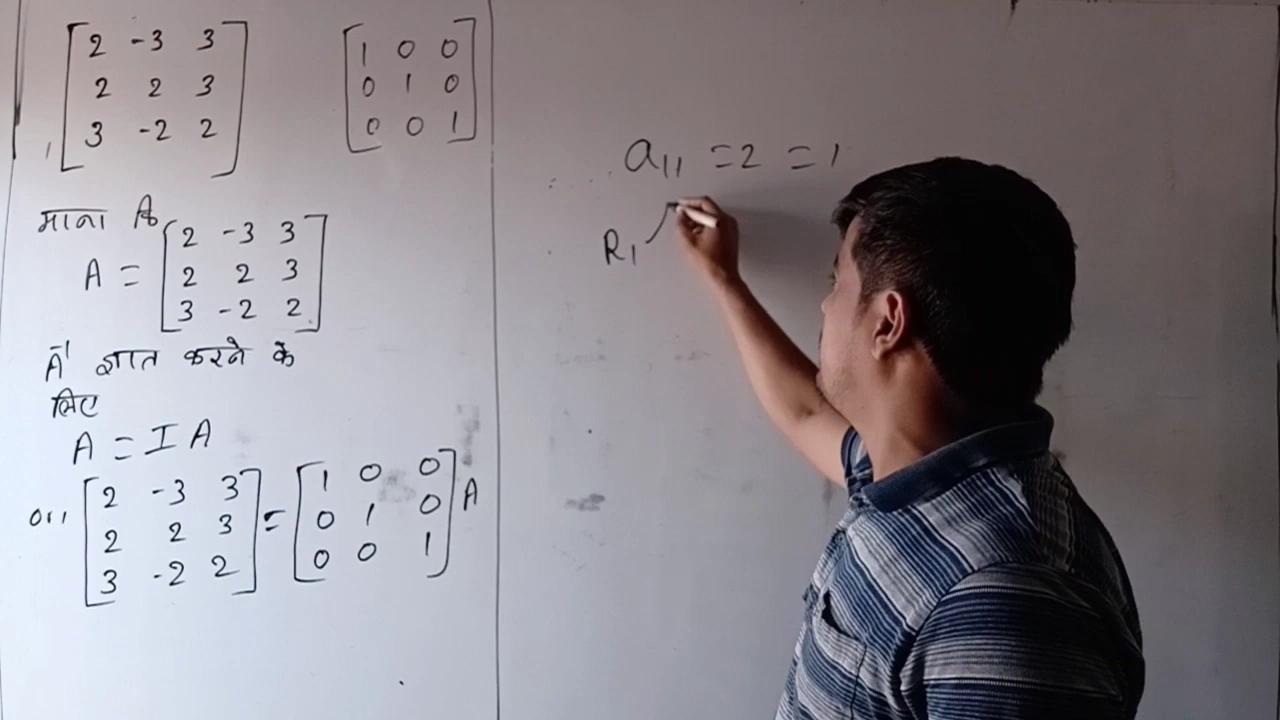 2 -3 3 1 0 0
2 2 3 0 1 0
3 -2 2 0 0 1
माना A
A = 2 -3 3
2 2 3
3 -2 2
A⁻¹ ज्ञात करने के
लिए
A = I A
or, 2 -3 3 = 1 0 0 A
2 2 3 0 1 0
3 -2 2 0 0 1
a₁₁ = 2 = 1
R₁